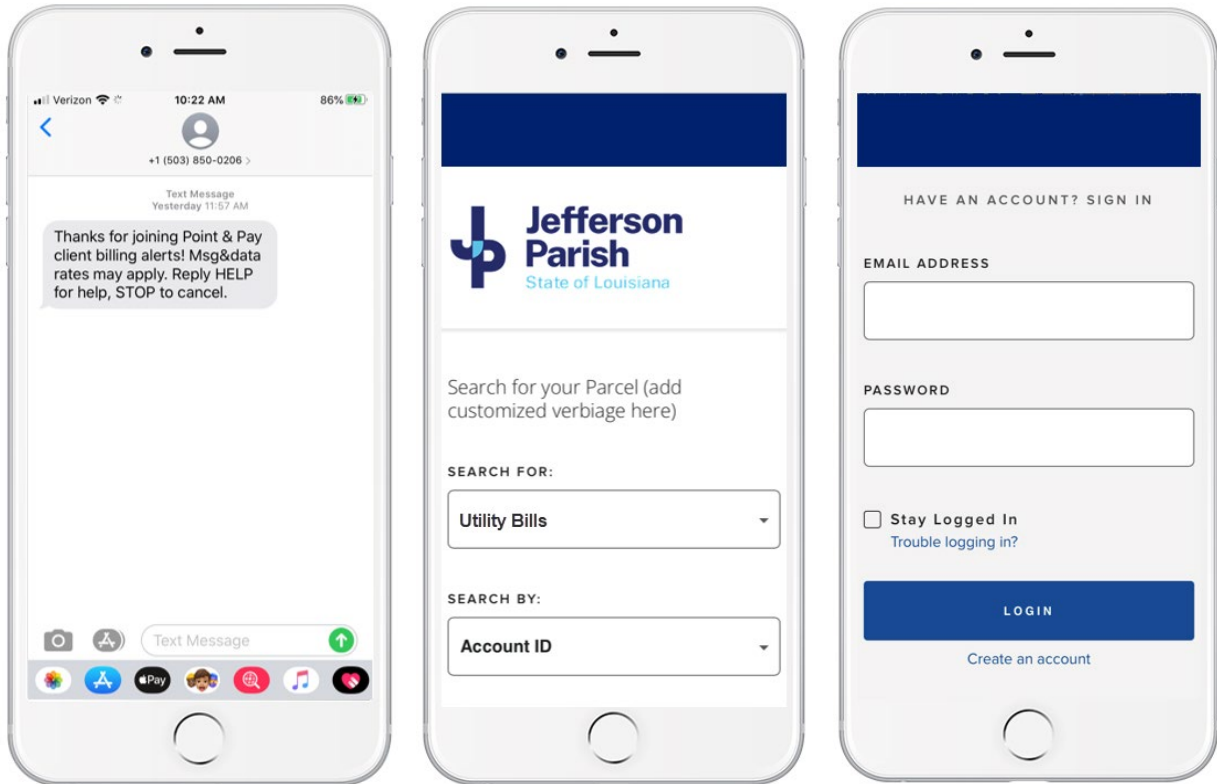 Verizon
10:22 AM
86%
+1 (503) 850-0206 >
Text Message
Yesterday 11:57 AM
Thanks for joining Point & Pay
client billing alerts! Msg&data
rates may apply. Reply HELP
for help, STOP to cancel.
Text Message
Pay
Jefferson
Parish
State of Louisiana
Search for your Parcel (add
customized verbiage here)
SEARCH FOR:
Utility Bills
SEARCH BY:
Account ID
HAVE AN ACCOUNT? SIGN IN
EMAIL ADDRESS
PASSWORD
Stay Logged In
Trouble logging in?
LOGIN
Create an account